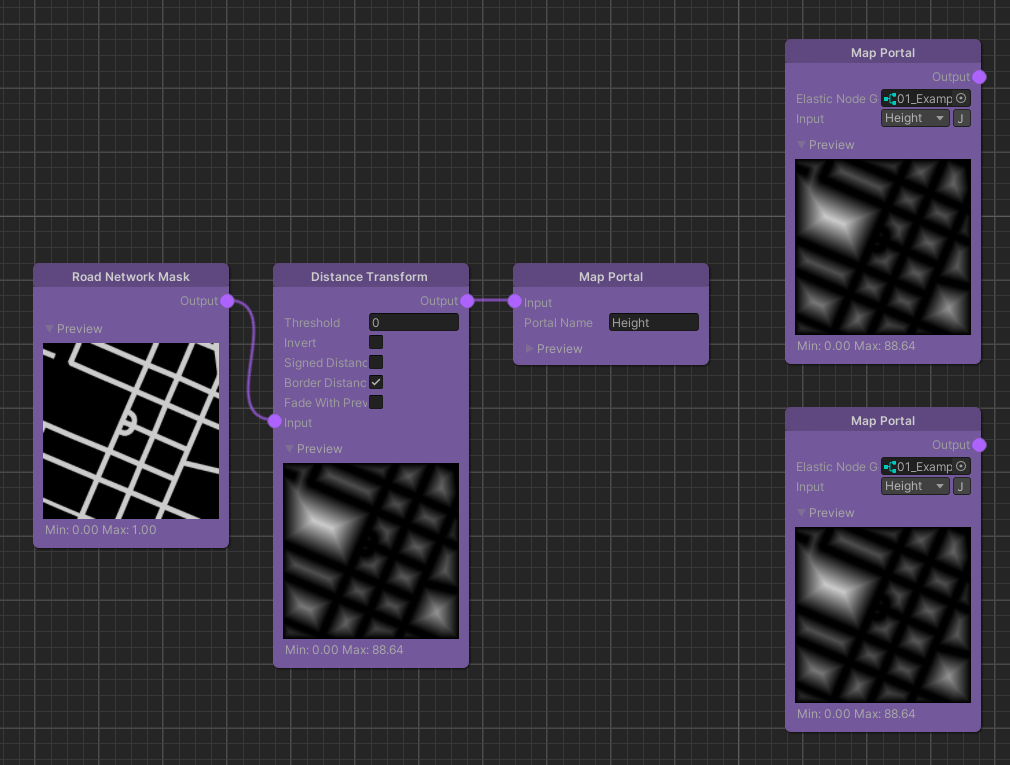 Map Portal
Output
Elastic Node G 01_Examp
Input Height J
Preview
Min: 0.00 Max: 88.64
Road Network Mask
Output
Preview
Min: 0.00 Max: 1.00
Distance Transform
Output
Threshold 0
Invert
Signed Distanc
Border Distanc
Fade With Prev
Input
Preview
Min: 0.00 Max: 88.64
Map Portal
Input
Portal Name Height
Preview
Map Portal
Output
Elastic Node G 01_Examp
Input Height J
Preview
Min: 0.00 Max: 88.64